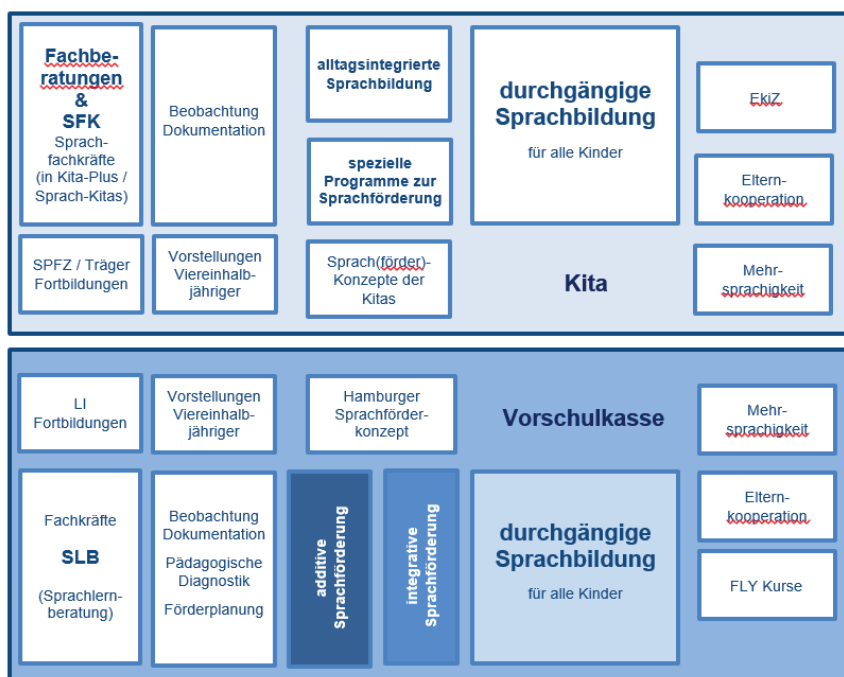 Fachbe-
ratungen
&
SFK
Sprach-
fachkräfte
(in Kita-Plus /
Sprach-Kitas)
Beobachtung
Dokumentation
alltagsintegrierte
Sprachbildung
spezielle
Programme zur
Sprachförderung
durchgängige
Sprachbildung
für alle Kinder
EkiZ
Eltern-
kooperation
SPFZ / Träger
Fortbildungen
Vorstellungen
Viereinhalb-
jähriger
Sprach(förder)-
Konzepte der
Kitas
Kita
Mehr-
sprachigkeit
LI
Fortbildungen
Vorstellungen
Viereinhalb-
jähriger
Hamburger
Sprachförder-
konzept
Vorschulkasse
Mehr-
sprachigkeit
Fachkräfte
SLB
(Sprachlern-
beratung)
Beobachtung
Dokumentation
Pädagogische
Diagnostik
Förderplanung
additive
Sprachförderung
integrative
Sprachförderung
durchgängige
Sprachbildung
für alle Kinder
Eltern-
kooperation
FLY Kurse